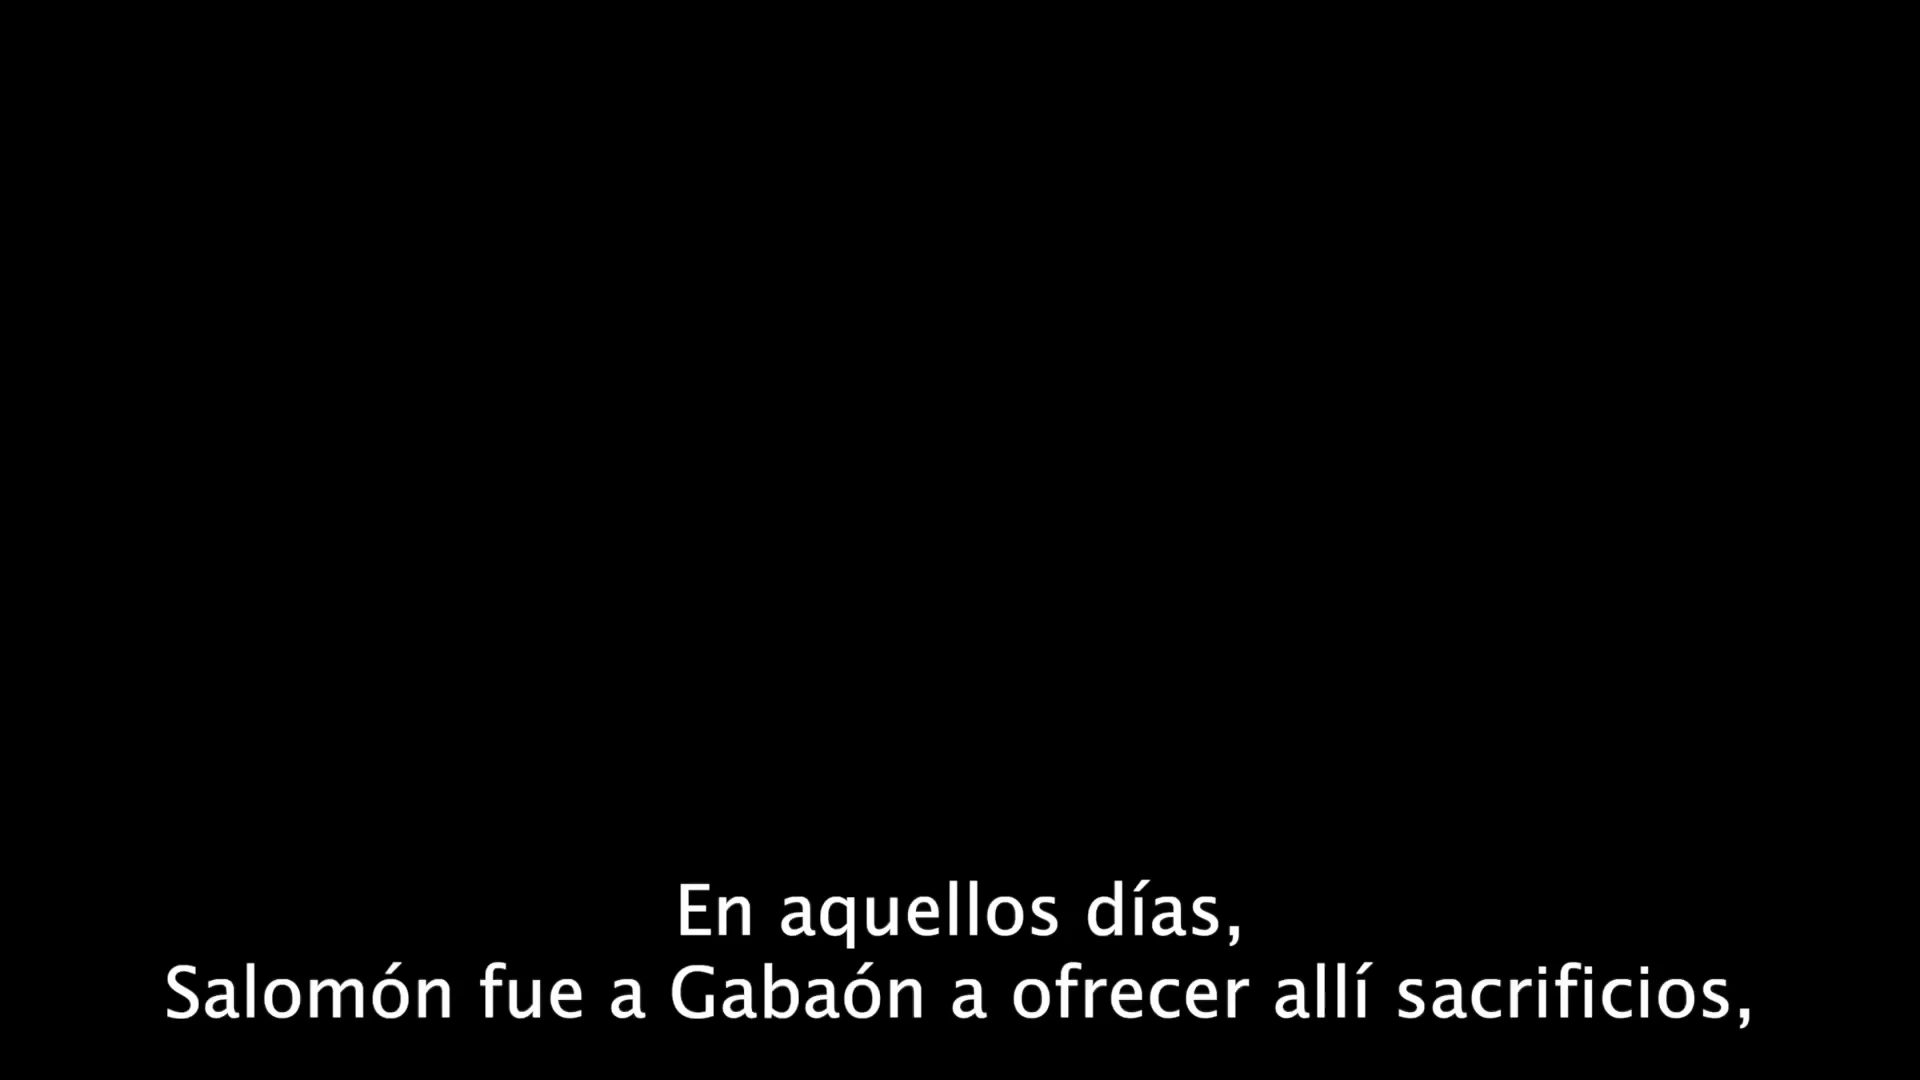 En aquellos días,
Salomón fue a Gabaón a ofrecer allí sacrificios,